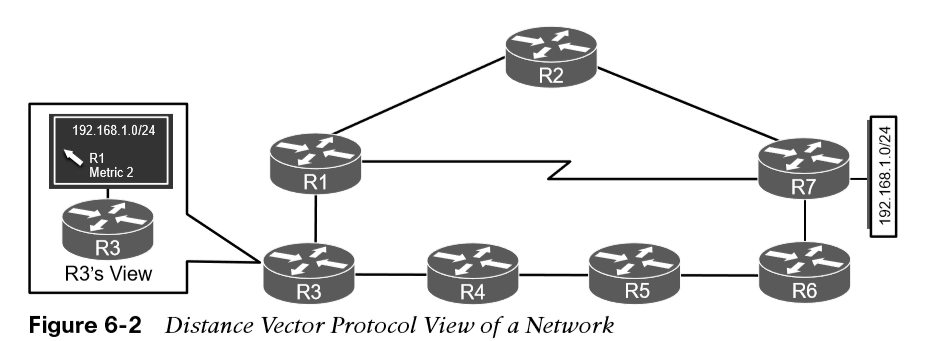 R2
192.168.1.0/24
R1
Metric 2
R3
R3's View
R1
R7
192.168.1.0/24
R3
R4
R5
R6
Figure 6-2 Distance Vector Protocol View of a Network